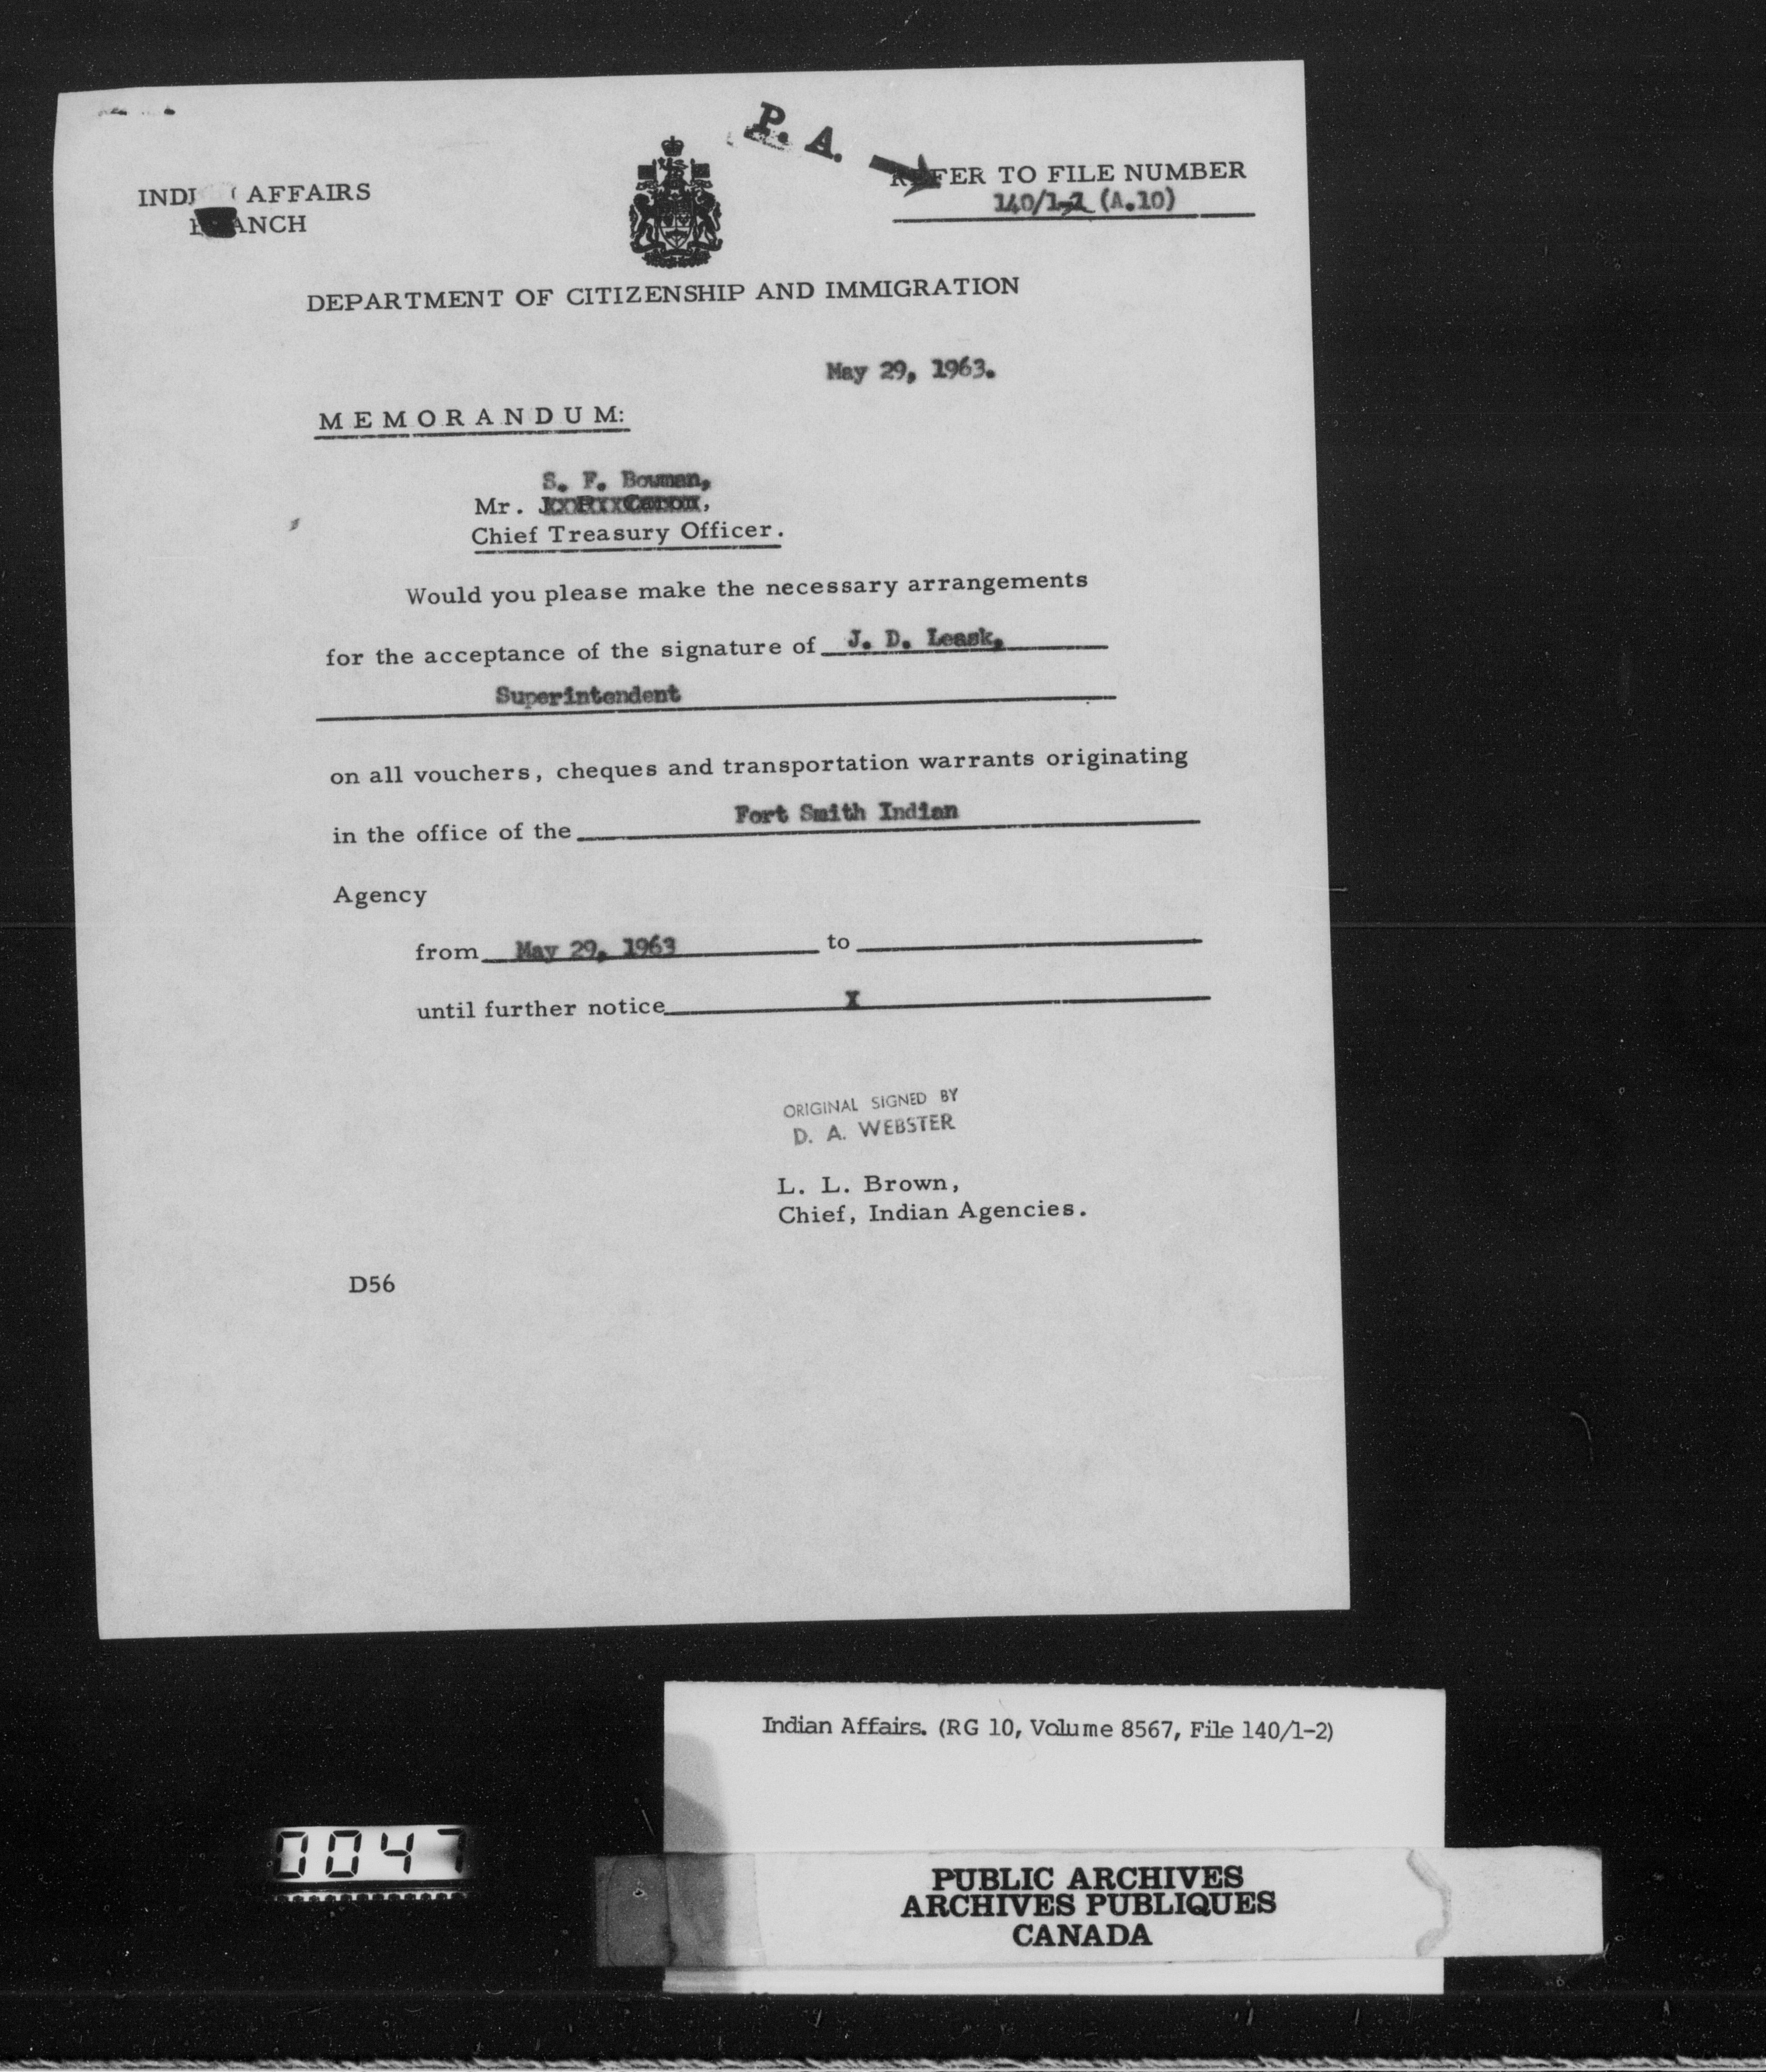 P. A.
INDIAN AFFAIRS
BRANCH
REFER TO FILE NUMBER
140/1-2 (A.10)
DEPARTMENT OF CITIZENSHIP AND IMMIGRATION
May 29, 1963.
MEMORANDUM:
S. F. Bowman,
Mr. Caron,
Chief Treasury Officer.
Would you please make the necessary arrangements
for the acceptance of the signature of J. D. Leask,
Superintendent
on all vouchers, cheques and transportation warrants originating
in the office of the Fort Smith Indian
Agency
from May 29, 1963 to
until further notice X
ORIGINAL SIGNED BY
D. A. WEBSTER
L. L. Brown,
Chief, Indian Agencies.
D56
Indian Affairs. (RG 10, Volume 8567, File 140/1-2)
0047
PUBLIC ARCHIVES
ARCHIVES PUBLIQUES
CANADA